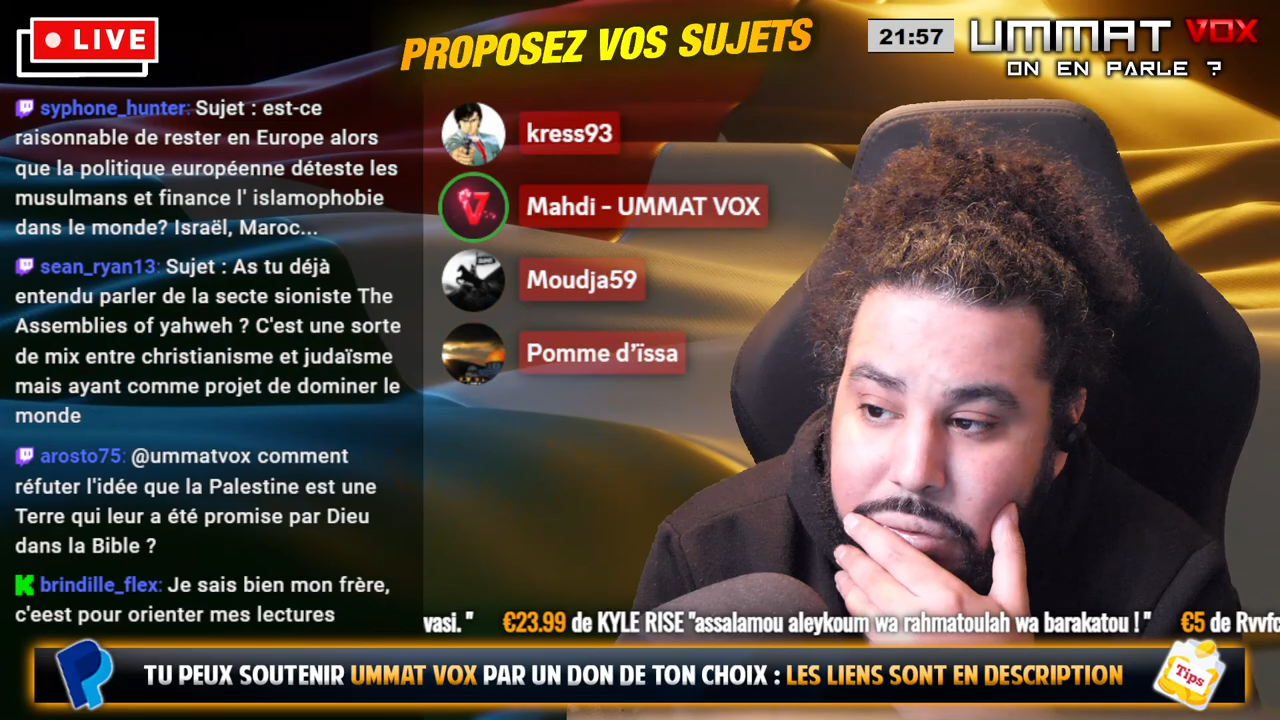 LIVE
PROPOSEZ VOS SUJETS
21:57
UMMAT VOX
ON EN PARLE ?
syphone_hunter: Sujet : est-ce
raisonnable de rester en Europe alors
que la politique européenne déteste les
musulmans et finance l' islamophobie
dans le monde? Israël, Maroc...
sean_ryan13: Sujet : As tu déjà
entendu parler de la secte sioniste The
Assemblies of yahweh ? C'est une sorte
de mix entre christianisme et judaïsme
mais ayant comme projet de dominer le
monde
arosto75: @ummatvox comment
réfuter l'idée que la Palestine est une
Terre qui leur a été promise par Dieu
dans la Bible ?
brindille_flex: Je sais bien mon frère,
c'eest pour orienter mes lectures
kress93
Mahdi - UMMAT VOX
Moudja59
Pomme d'ïssa
vasi. " €23.99 de KYLE RISE "assalamou aleykoum wa rahmatoulah wa barakatou ! " €5 de
TU PEUX SOUTENIR UMMAT VOX PAR UN DON DE TON CHOIX : LES LIENS SONT EN DESCRIPTION
Tips